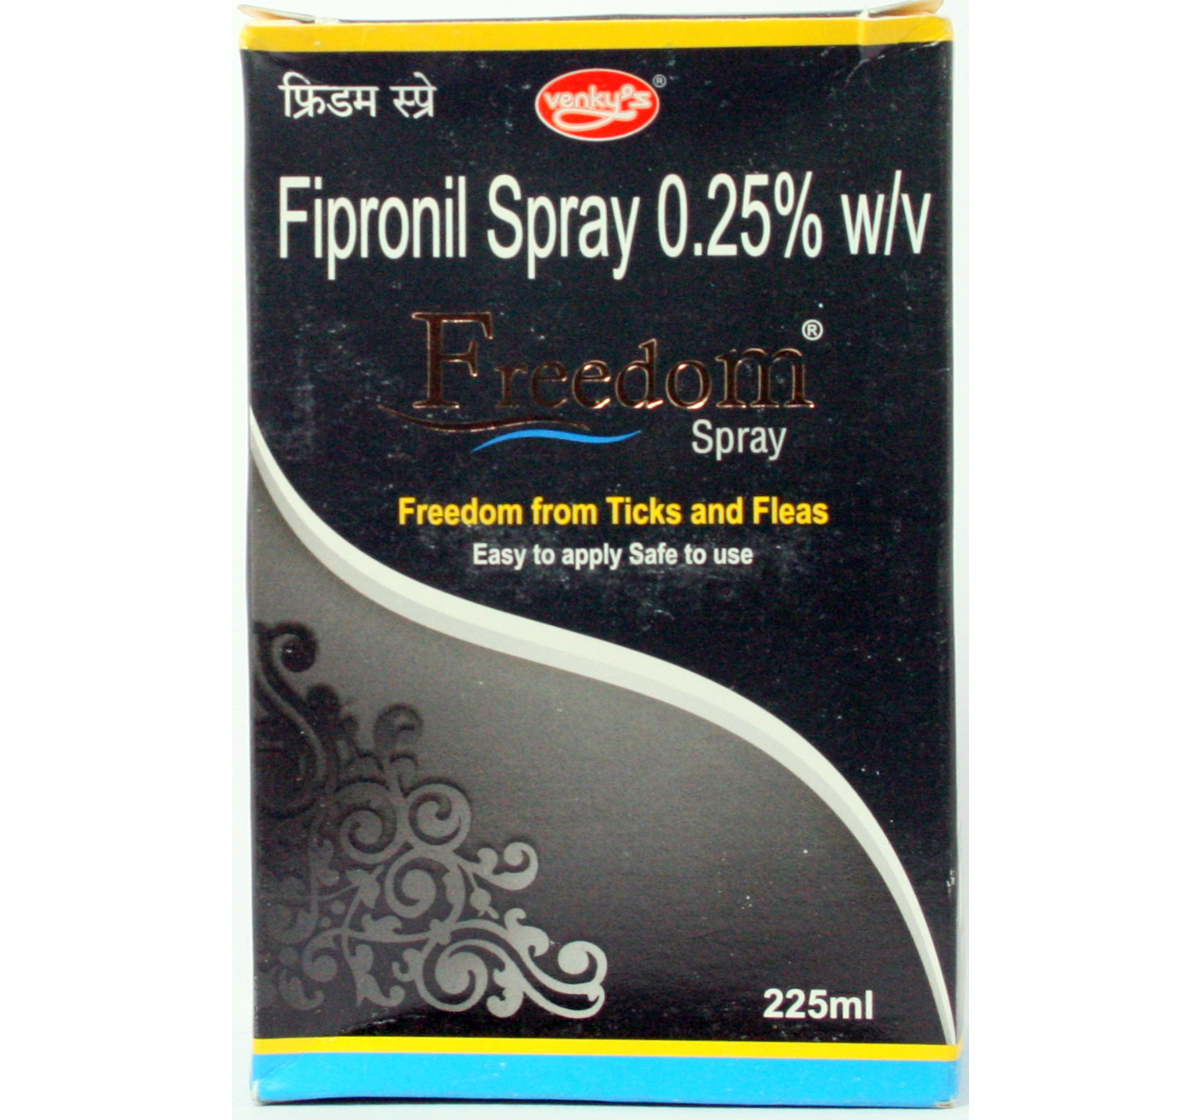 फ्रिडम स्प्रे
venky's®
Fipronil Spray 0.25% w/v
Freedom®
Spray
Freedom from Ticks and Fleas
Easy to apply Safe to use
225ml